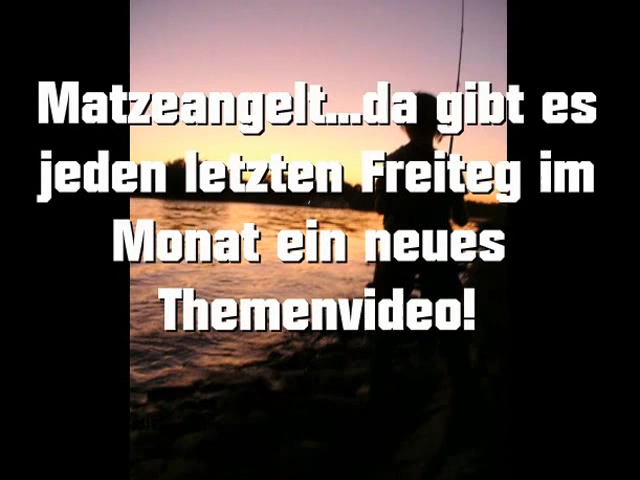 Matzeangelt...da gibt es
jeden letzten Freiteg im
Monat ein neues
Themenvideo!